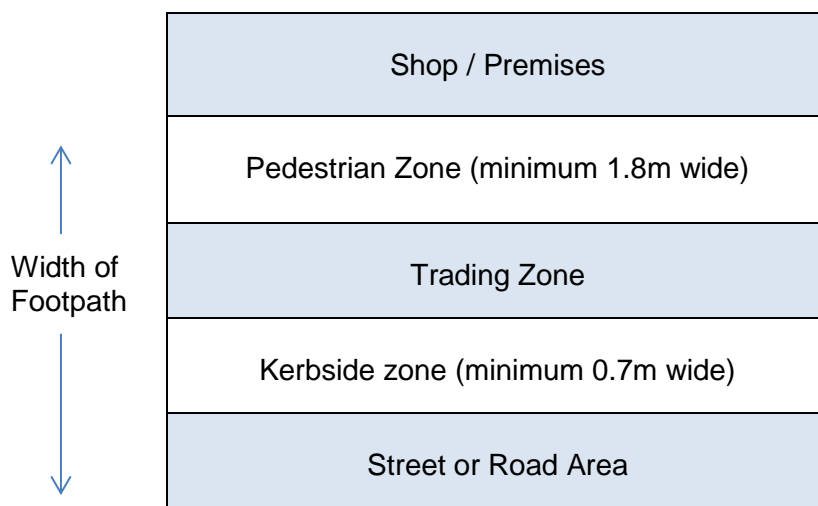 Shop / Premises
Pedestrian Zone (minimum 1.8m wide)
Width of
Footpath
Trading Zone
Kerbside zone (minimum 0.7m wide)
Street or Road Area